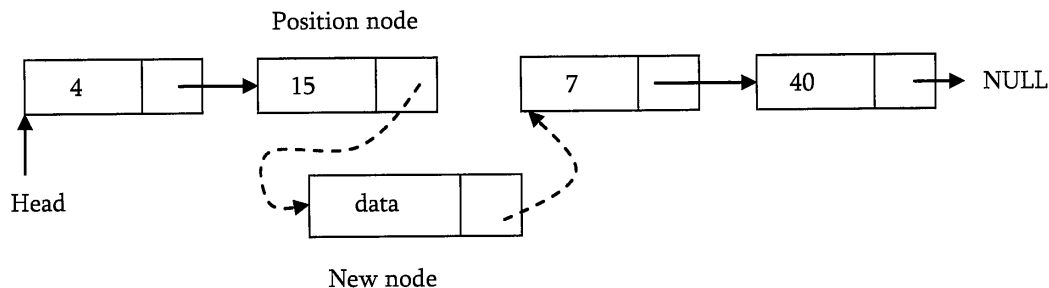 Position node
4
15
7
40
NULL
Head
data
New node